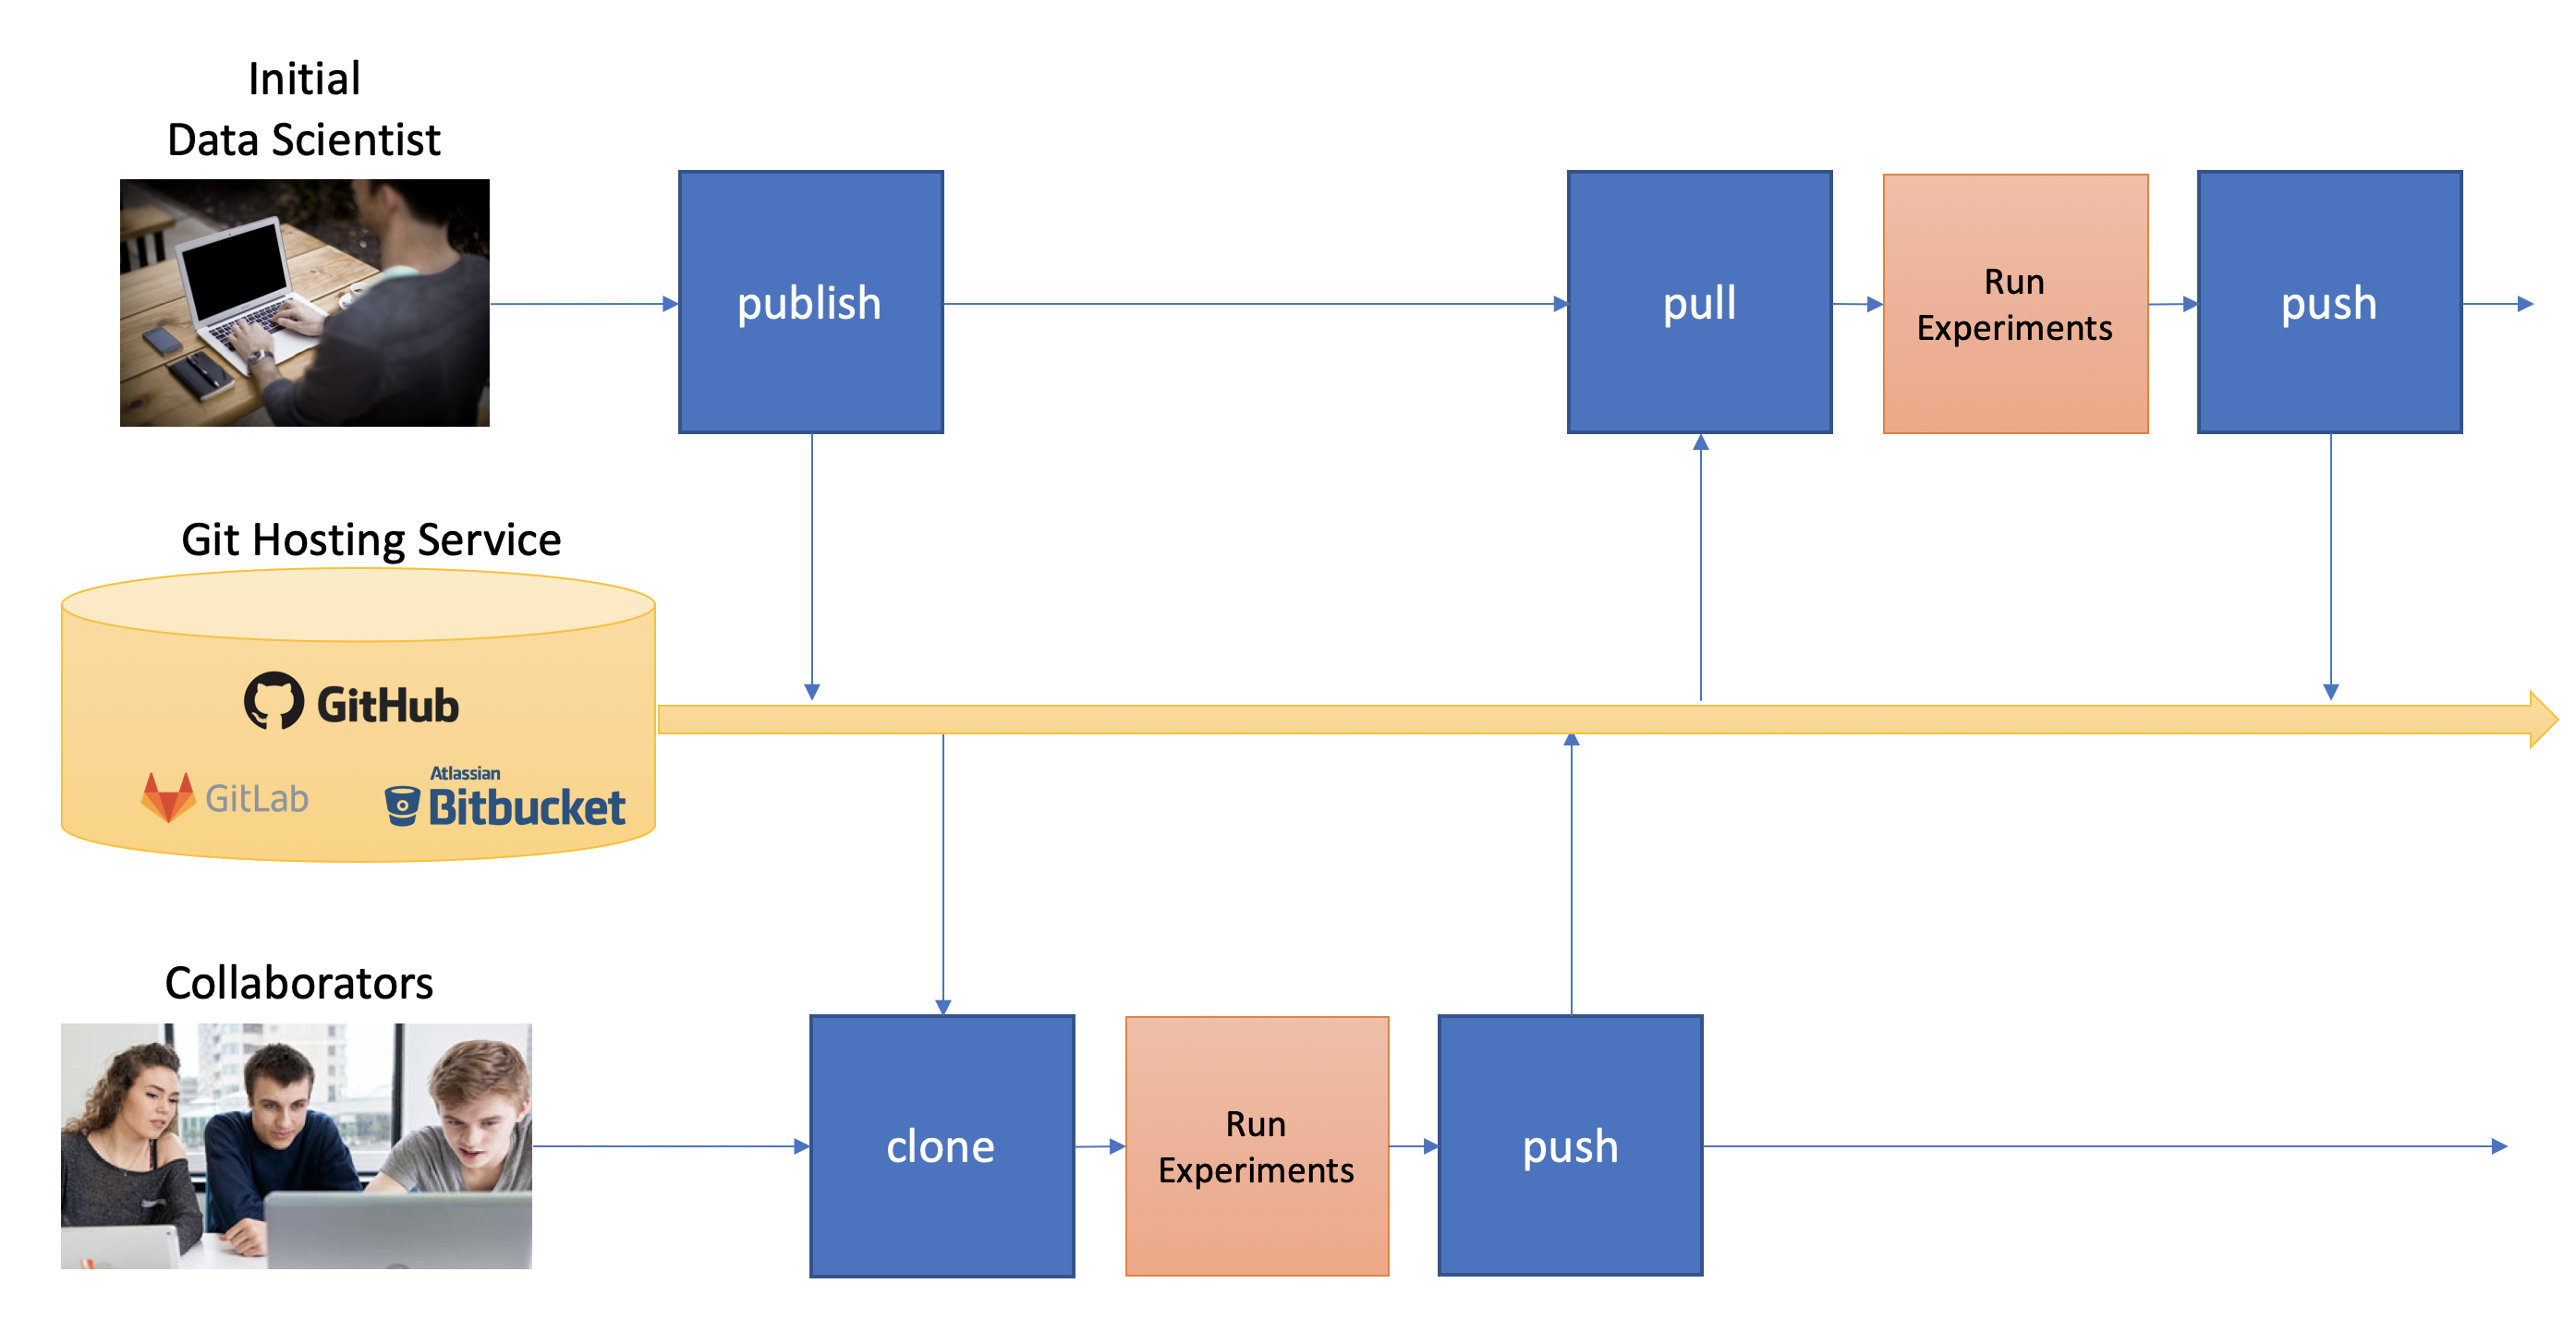 Initial
Data Scientist
publish
pull
Run
Experiments
push
Git Hosting Service
GitHub
GitLab
Atlassian
Bitbucket
Collaborators
clone
Run
Experiments
push